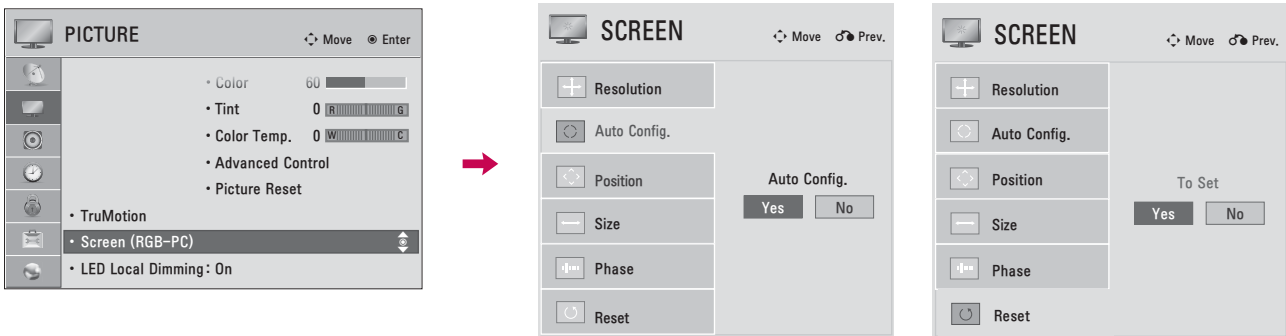 PICTURE
Move Enter
• Color 60
• Tint 0 R G
• Color Temp. 0 W C
• Advanced Control
• Picture Reset
• TruMotion
• Screen (RGB-PC)
• LED Local Dimming: On
SCREEN
Move Prev.
Resolution
Auto Config.
Position
Size
Phase
Reset
Auto Config.
Yes No
SCREEN
Move Prev.
Resolution
Auto Config.
Position
Size
Phase
Reset
To Set
Yes No